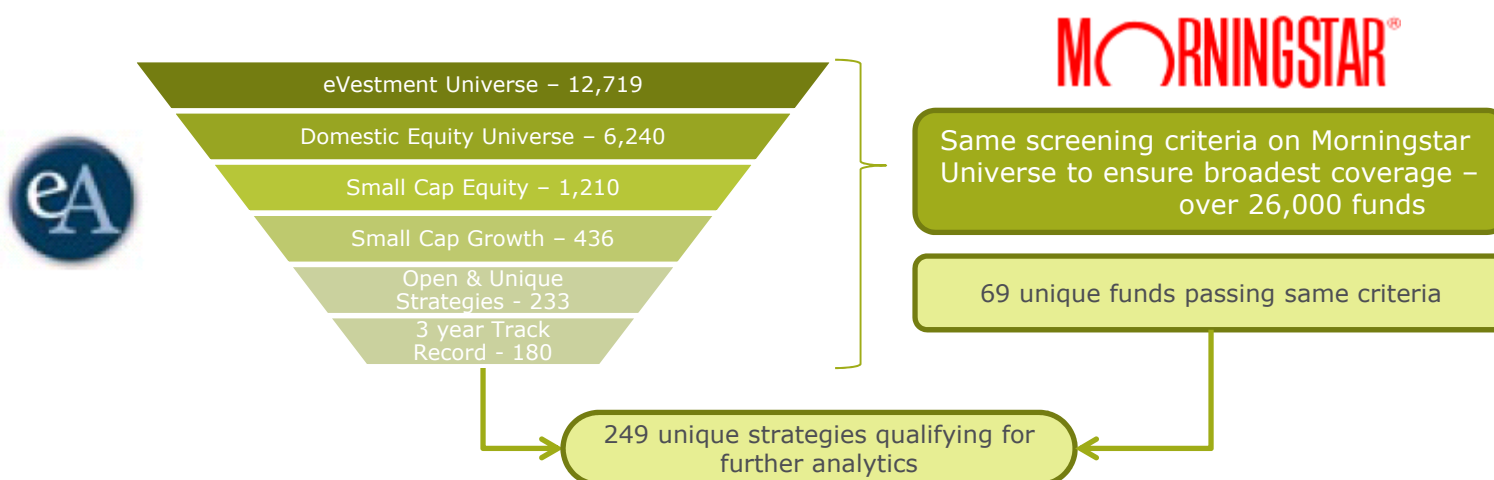 eA
eVestment Universe – 12,719
Domestic Equity Universe – 6,240
Small Cap Equity – 1,210
Small Cap Growth – 436
Open & Unique
Strategies - 233
3 year Track
Record - 180
MORNINGSTAR®
Same screening criteria on Morningstar
Universe to ensure broadest coverage –
over 26,000 funds
69 unique funds passing same criteria
249 unique strategies qualifying for
further analytics